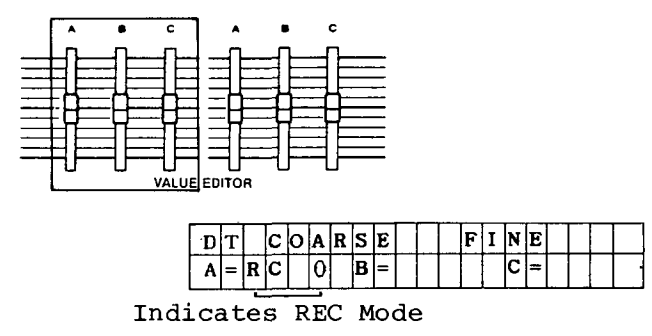 A B C A B C
VALUE EDITOR
DT COARSE FINE
A=RC 0 B= C=
Indicates REC Mode